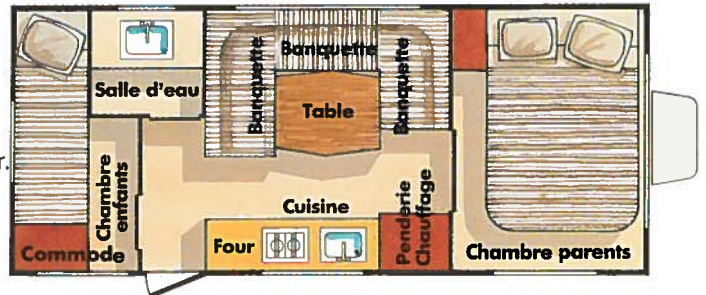 Salle d'eau
Banquette
Banquette
Banquette
Table
r.
Chambre
enfants
Commode
Cuisine
Four
Penderie
Chauffage
Chambre parents